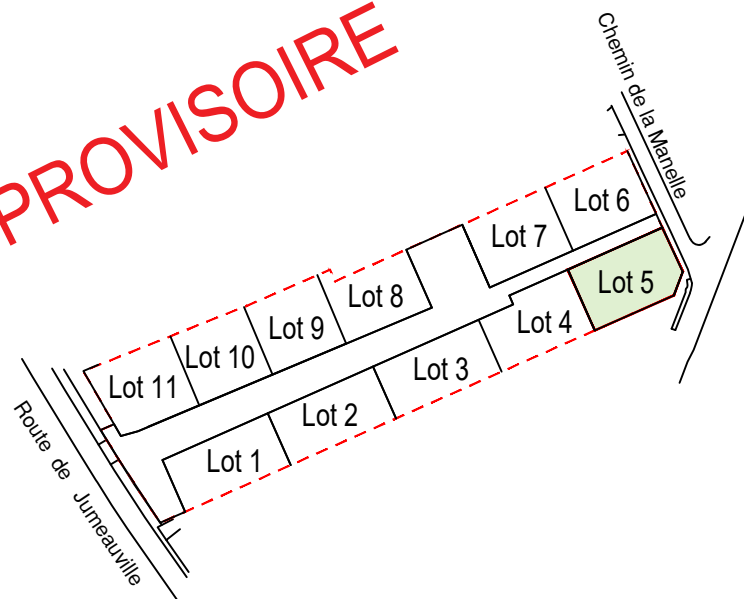 PROVISOIRE
Chemin de la Manelle
Lot 6
Lot 7
Lot 5
Lot 8
Lot 4
Lot 9
Lot 10
Lot 3
Lot 11
Lot 2
Lot 1
Route de Jumeauville